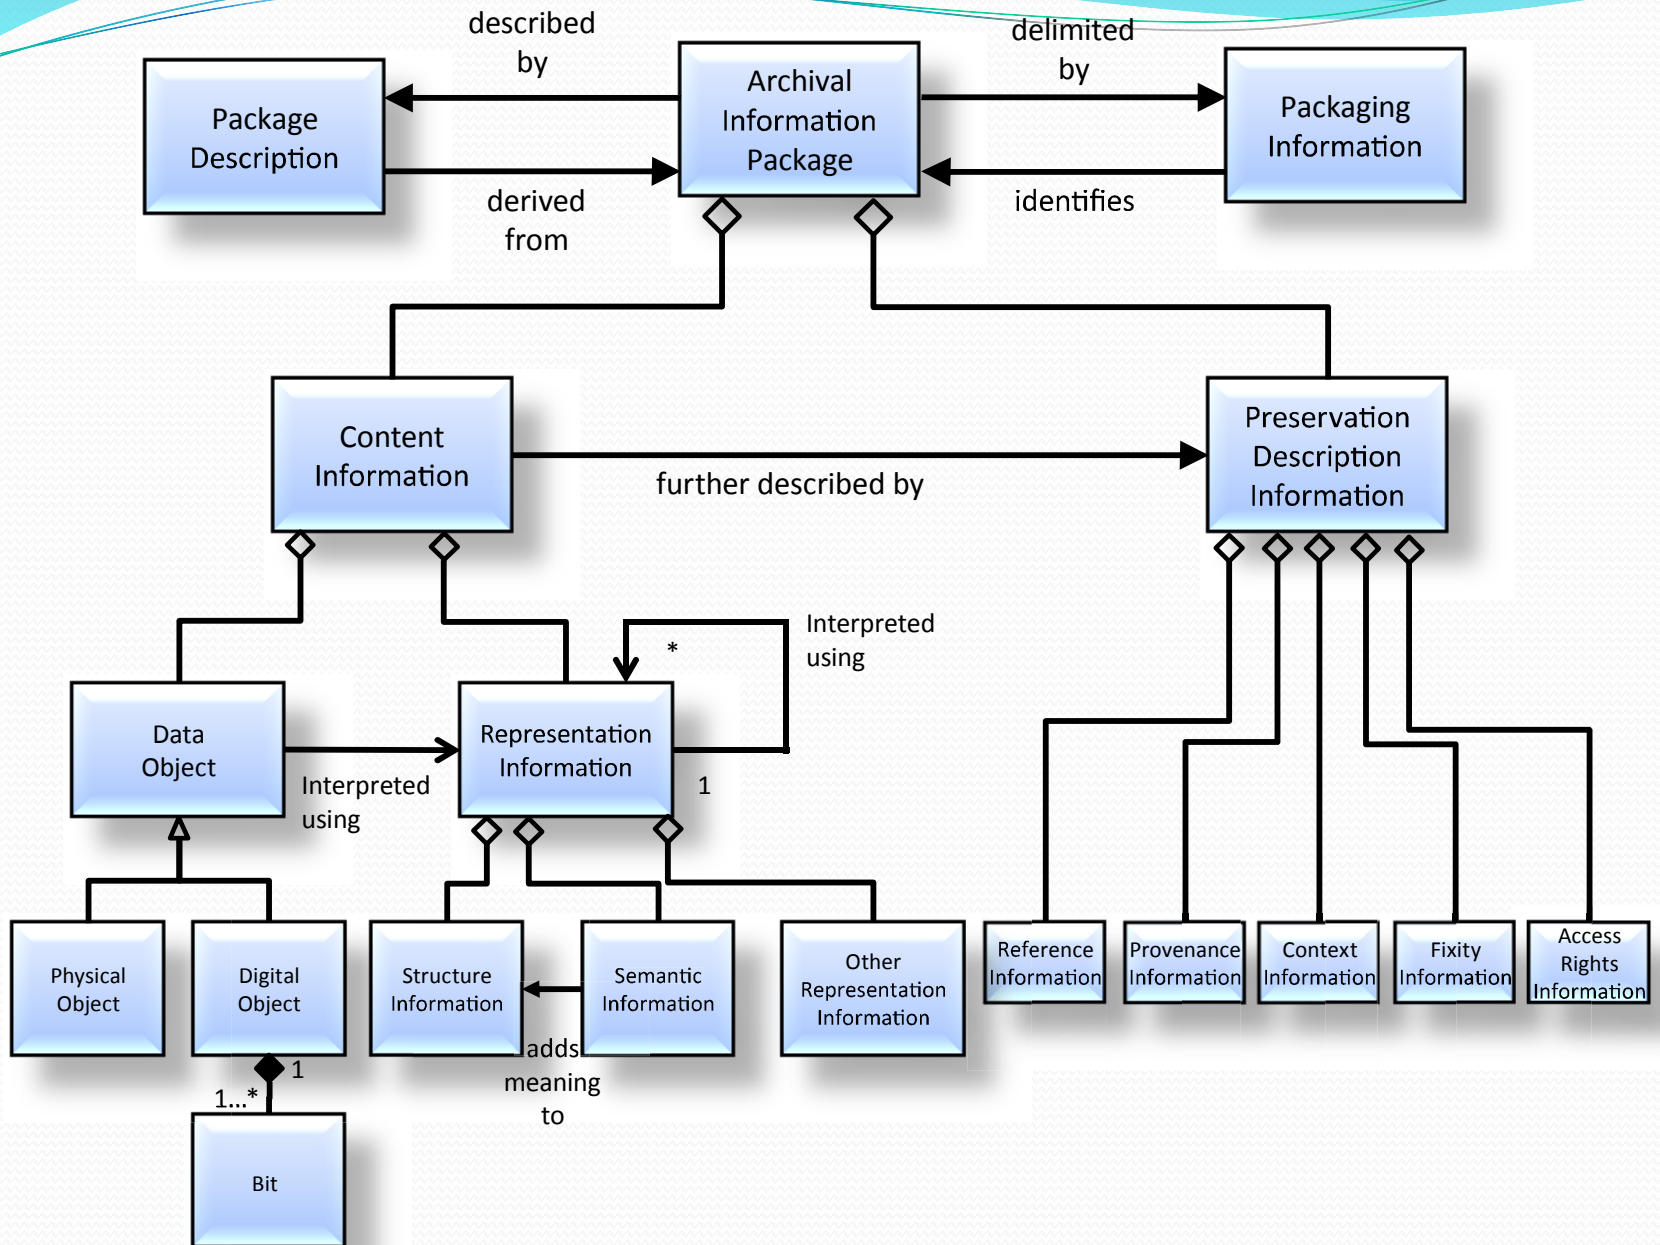 described
by
delimited
by
Package
Description
Archival
Information
Package
Packaging
Information
derived
from
identifies
Content
Information
further described by
Preservation
Description
Information
Interpreted
using
*
Data
Object
Interpreted
using
Representation
Information
1
Physical
Object
Digital
Object
Structure
Information
Semantic
Information
adds
meaning
to
Other
Representation
Information
Reference
Information
Provenance
Information
Context
Information
Fixity
Information
Access
Rights
Information
1
1...*
Bit